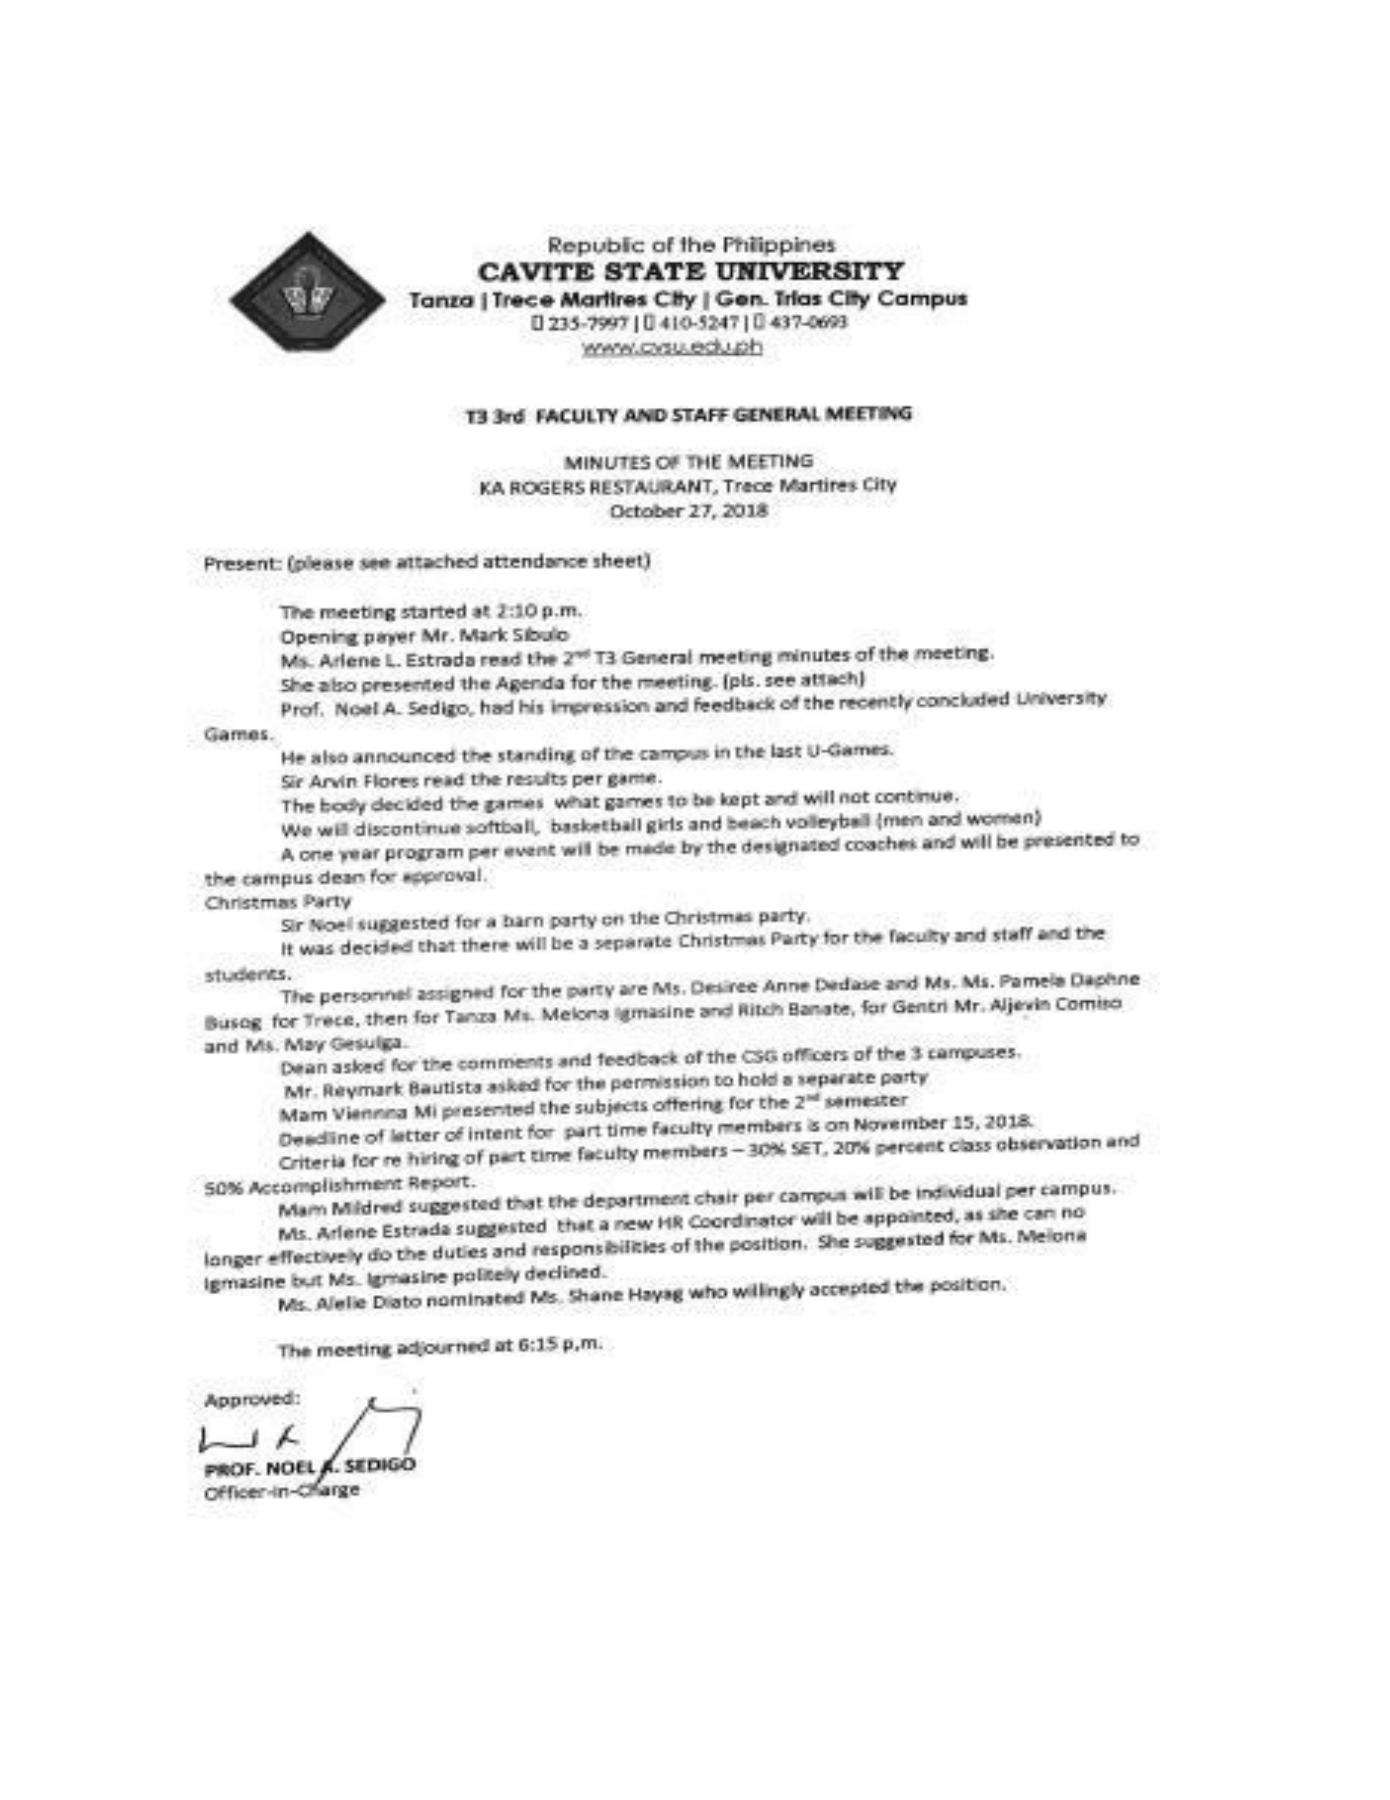 Republic of the Philippines
CAVITE STATE UNIVERSITY
Tanza | Trece Martires City | Gen. Trias City Campus
▯ 235-7997 | ▯ 410-5247 | ▯ 437-0693
www.cvsu.edu.ph
T3 3rd FACULTY AND STAFF GENERAL MEETING
MINUTES OF THE MEETING
KA ROGERS RESTAURANT, Trece Martires City
October 27, 2018
Present: (please see attached attendance sheet)
The meeting started at 2:10 p.m.
Opening payer Mr. Mark Sibulo
Ms. Arlene L. Estrada read the 2nd T3 General meeting minutes of the meeting.
She also presented the Agenda for the meeting. (pls. see attach)
Prof. Noel A. Sedigo, had his impression and feedback of the recently concluded University
Games.
He also announced the standing of the campus in the last U-Games.
Sir Arvin Flores read the results per game.
The body decided the games what games to be kept and will not continue.
We will discontinue softball, basketball girls and beach volleyball (men and women)
A one year program per event will be made by the designated coaches and will be presented to
the campus dean for approval.
Christmas Party
Sir Noel suggested for a barn party on the Christmas party.
It was decided that there will be a separate Christmas Party for the faculty and staff and the
students.
The personnel assigned for the party are Ms. Desiree Anne Dedase and Ms. Ms. Pamela Daphne
Busog for Trece, then for Tanza Ms. Melona Igmasine and Ritch Banate, for Gentri Mr. Aljevin Comiso
and Ms. May Gesulga.
Dean asked for the comments and feedback of the CSG officers of the 3 campuses.
Mr. Reymark Bautista asked for the permission to hold a separate party
Mam Viennna Mi presented the subjects offering for the 2nd semester
Deadline of letter of intent for part time faculty members is on November 15, 2018.
Criteria for re hiring of part time faculty members – 30% SET, 20% percent class observation and
50% Accomplishment Report.
Mam Mildred suggested that the department chair per campus will be individual per campus.
Ms. Arlene Estrada suggested that a new HR Coordinator will be appointed, as she can no
longer effectively do the duties and responsibilities of the position. She suggested for Ms. Melona
Igmasine but Ms. Igmasine politely declined.
Ms. Alelie Diato nominated Ms. Shane Hayag who willingly accepted the position.
The meeting adjourned at 6:15 p,m.
Approved:
PROF. NOEL A. SEDIGO
Officer-In-Charge